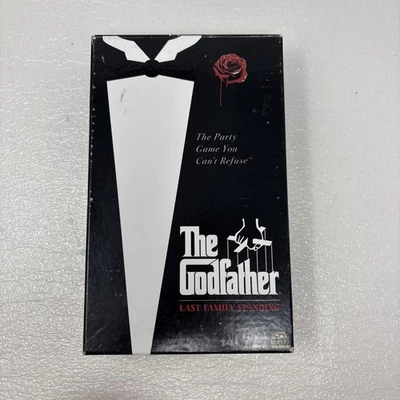 The Party
Game You
Can't Refuse™
The
Godfather
LAST FAMILY STANDING